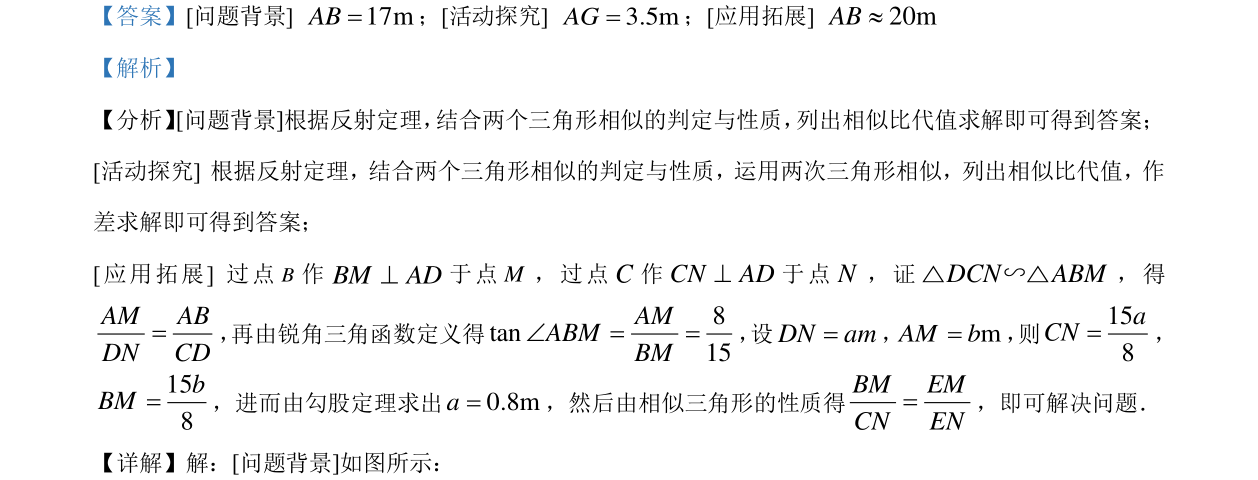 【答案】[问题背景] AB = 17m；[活动探究] AG = 3.5m；[应用拓展] AB ≈ 20m
【解析】
【分析】[问题背景]根据反射定理，结合两个三角形相似的判定与性质，列出相似比代值求解即可得到答案；
[活动探究] 根据反射定理，结合两个三角形相似的判定与性质，运用两次三角形相似，列出相似比代值，作
差求解即可得到答案；
[应用拓展] 过点 B 作 BM ⊥ AD 于点 M ，过点 C 作 CN ⊥ AD 于点 N ，证 △DCN∽△ABM ，得
AM/DN = AB/CD，再由锐角三角函数定义得 tan ∠ABM = AM/BM = 8/15，设 DN = am，AM = bm，则 CN = 15a/8，
BM = 15b/8，进而由勾股定理求出 a = 0.8m，然后由相似三角形的性质得 BM/CN = EM/EN，即可解决问题．
【详解】解：[问题背景]如图所示：